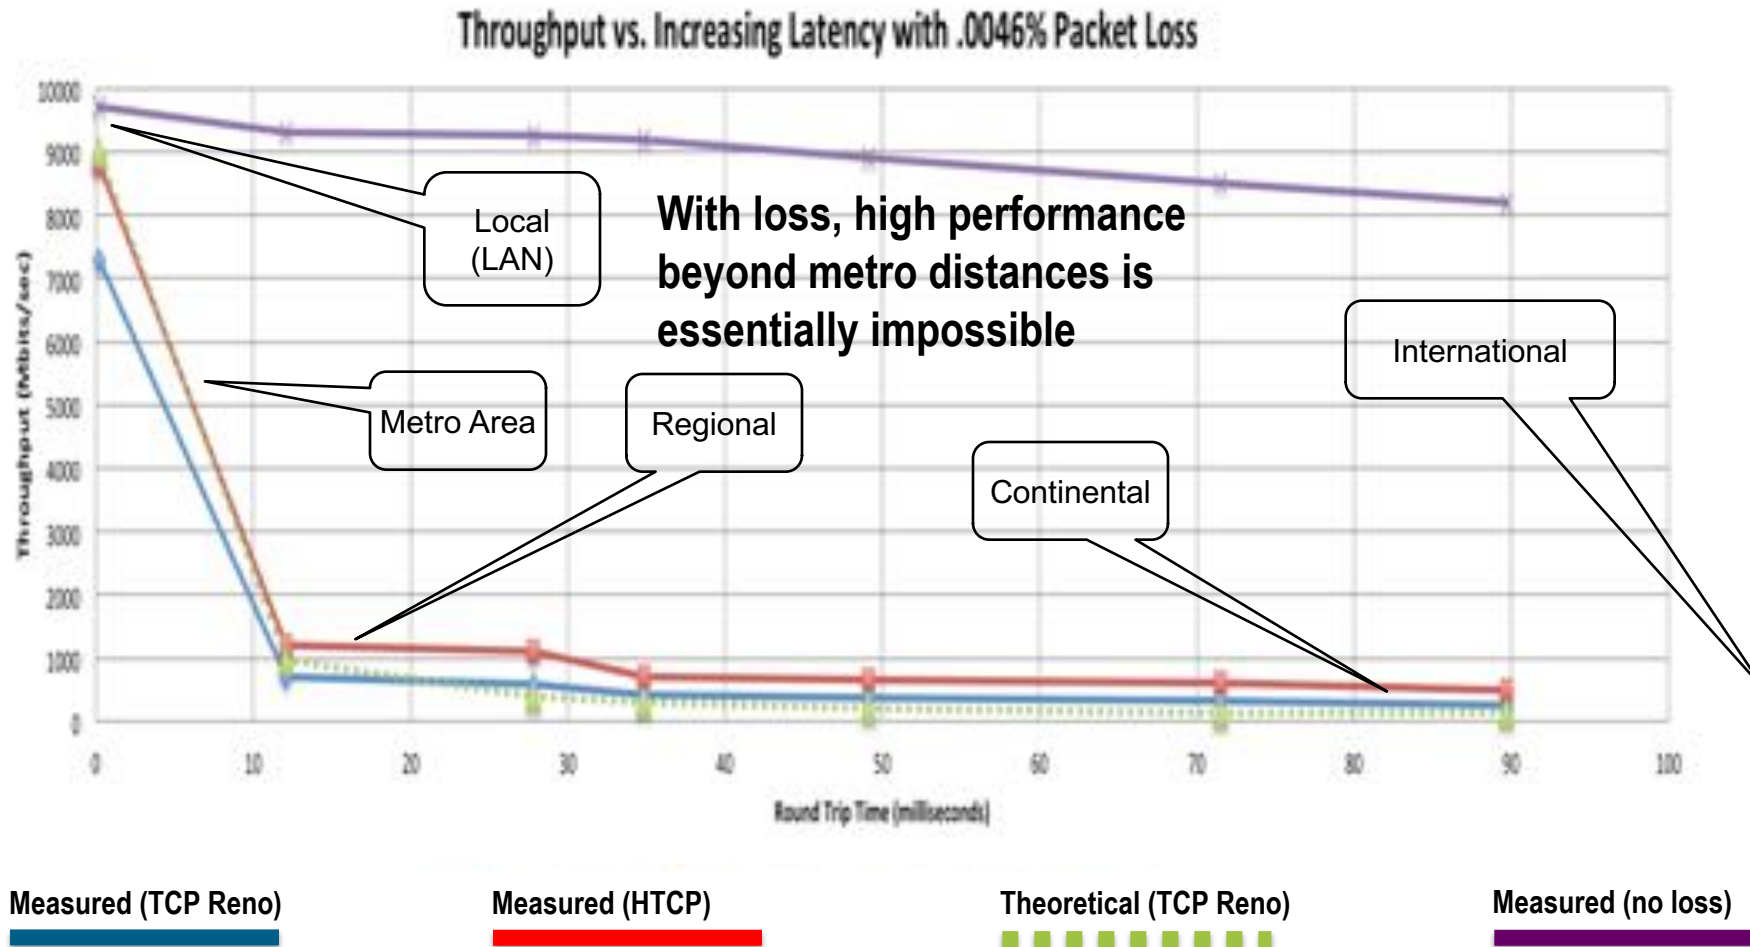 Throughput vs. Increasing Latency with .0046% Packet Loss
10000
9000
8000
7000
6000
5000
4000
3000
2000
1000
0
Throughput (Mbits/sec)
Local
(LAN)
With loss, high performance
beyond metro distances is
essentially impossible
International
Metro Area
Regional
Continental
0 10 20 30 40 50 60 70 80 90 100
Round Trip Time (milliseconds)
Measured (TCP Reno)
Measured (HTCP)
Theoretical (TCP Reno)
Measured (no loss)